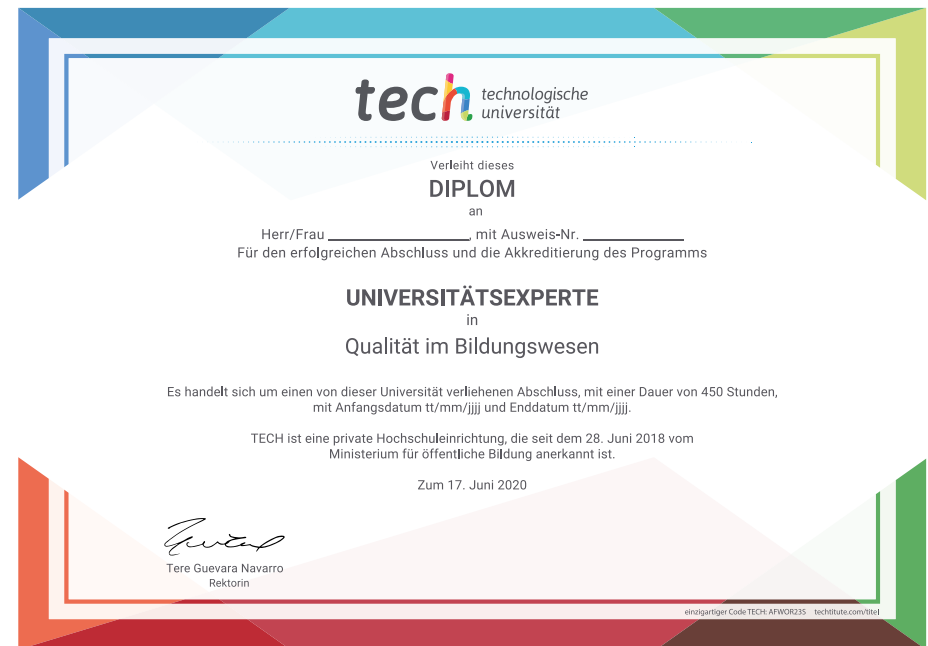 tech technologische
universität
Verleiht dieses
DIPLOM
an
Herr/Frau ____________________, mit Ausweis-Nr. ______________
Für den erfolgreichen Abschluss und die Akkreditierung des Programms
UNIVERSITÄTSEXPERTE
in
Qualität im Bildungswesen
Es handelt sich um einen von dieser Universität verliehenen Abschluss, mit einer Dauer von 450 Stunden,
mit Anfangsdatum tt/mm/jjjj und Enddatum tt/mm/jjjj.
TECH ist eine private Hochschuleinrichtung, die seit dem 28. Juni 2018 vom
Ministerium für öffentliche Bildung anerkannt ist.
Zum 17. Juni 2020
Tere Guevara Navarro
Rektorin
einzigartiger Code TECH: AFWOR23S techtitute.com/titel